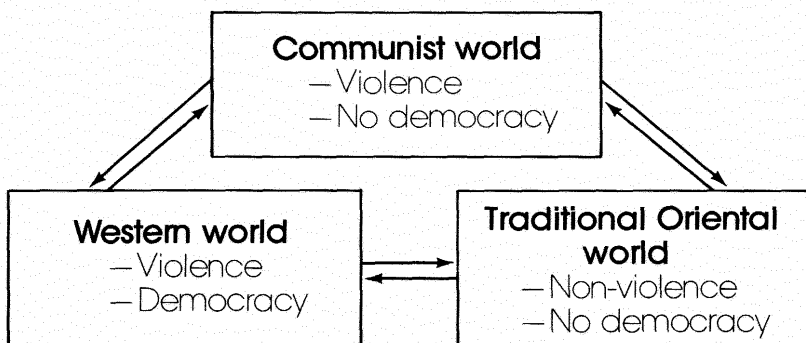 Communist world
– Violence
– No democracy
Western world
– Violence
– Democracy
Traditional Oriental
world
– Non-violence
– No democracy